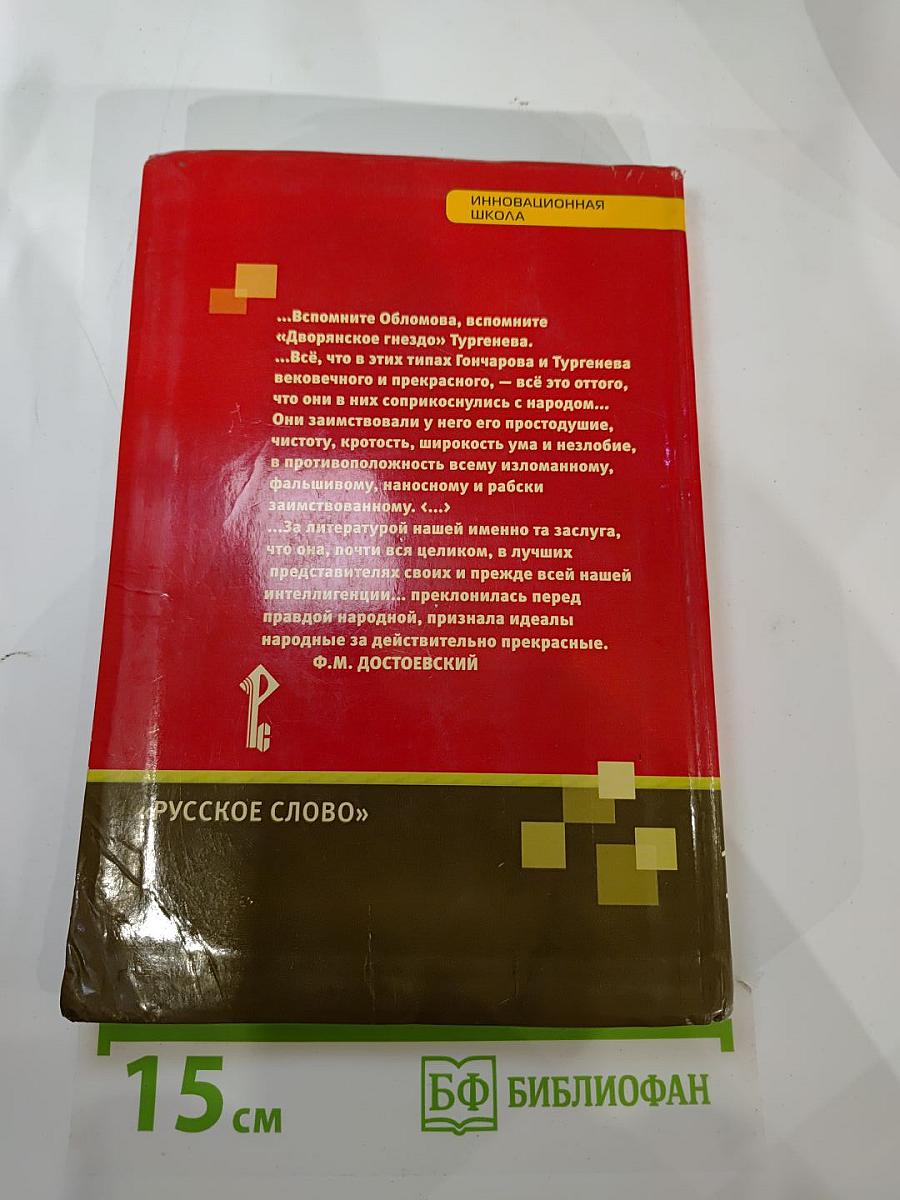 ИННОВАЦИОННАЯ
ШКОЛА
...Вспомните Обломова, вспомните
«Дворянское гнездо» Тургенева.
...Всё, что в этих типах Гончарова и Тургенева
вековечного и прекрасного, — всё это оттого,
что они в них соприкоснулись с народом...
Они заимствовали у него его простодушие,
чистоту, кротость, широкость ума и незлобие,
в противоположность всему изломанному,
фальшивому, наносному и рабски
заимствованному. <...>
...За литературой нашей именно та заслуга,
что она, почти вся целиком, в лучших
представителях своих и прежде всей нашей
интеллигенции... преклонилась перед
правдой народной, признала идеалы
народные за действительно прекрасные.
Ф.М. ДОСТОЕВСКИЙ
Рс
«РУССКОЕ СЛОВО»
15 см
БФ БИБЛИОФАН